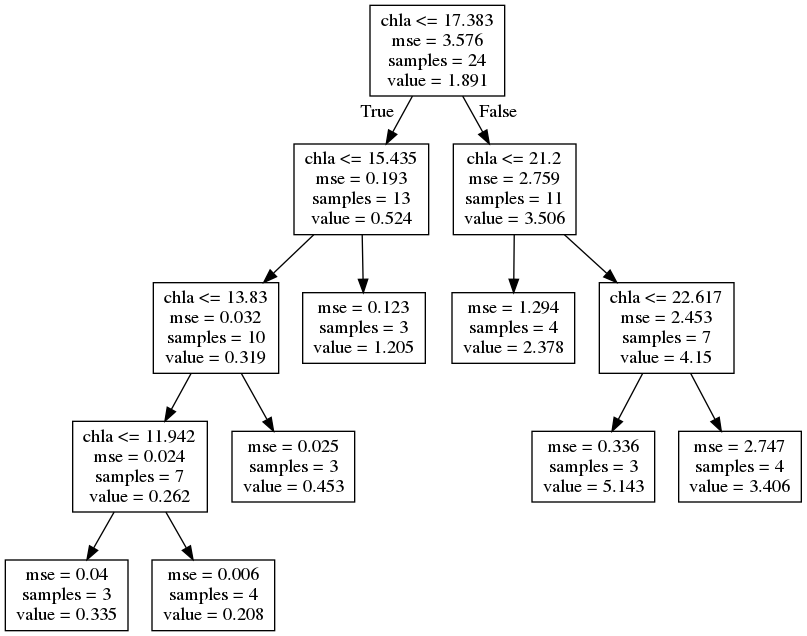 chla <= 17.383
mse = 3.576
samples = 24
value = 1.891
True
False
chla <= 15.435
mse = 0.193
samples = 13
value = 0.524
chla <= 21.2
mse = 2.759
samples = 11
value = 3.506
chla <= 13.83
mse = 0.032
samples = 10
value = 0.319
mse = 0.123
samples = 3
value = 1.205
mse = 1.294
samples = 4
value = 2.378
chla <= 22.617
mse = 2.453
samples = 7
value = 4.15
chla <= 11.942
mse = 0.024
samples = 7
value = 0.262
mse = 0.025
samples = 3
value = 0.453
mse = 0.336
samples = 3
value = 5.143
mse = 2.747
samples = 4
value = 3.406
mse = 0.04
samples = 3
value = 0.335
mse = 0.006
samples = 4
value = 0.208